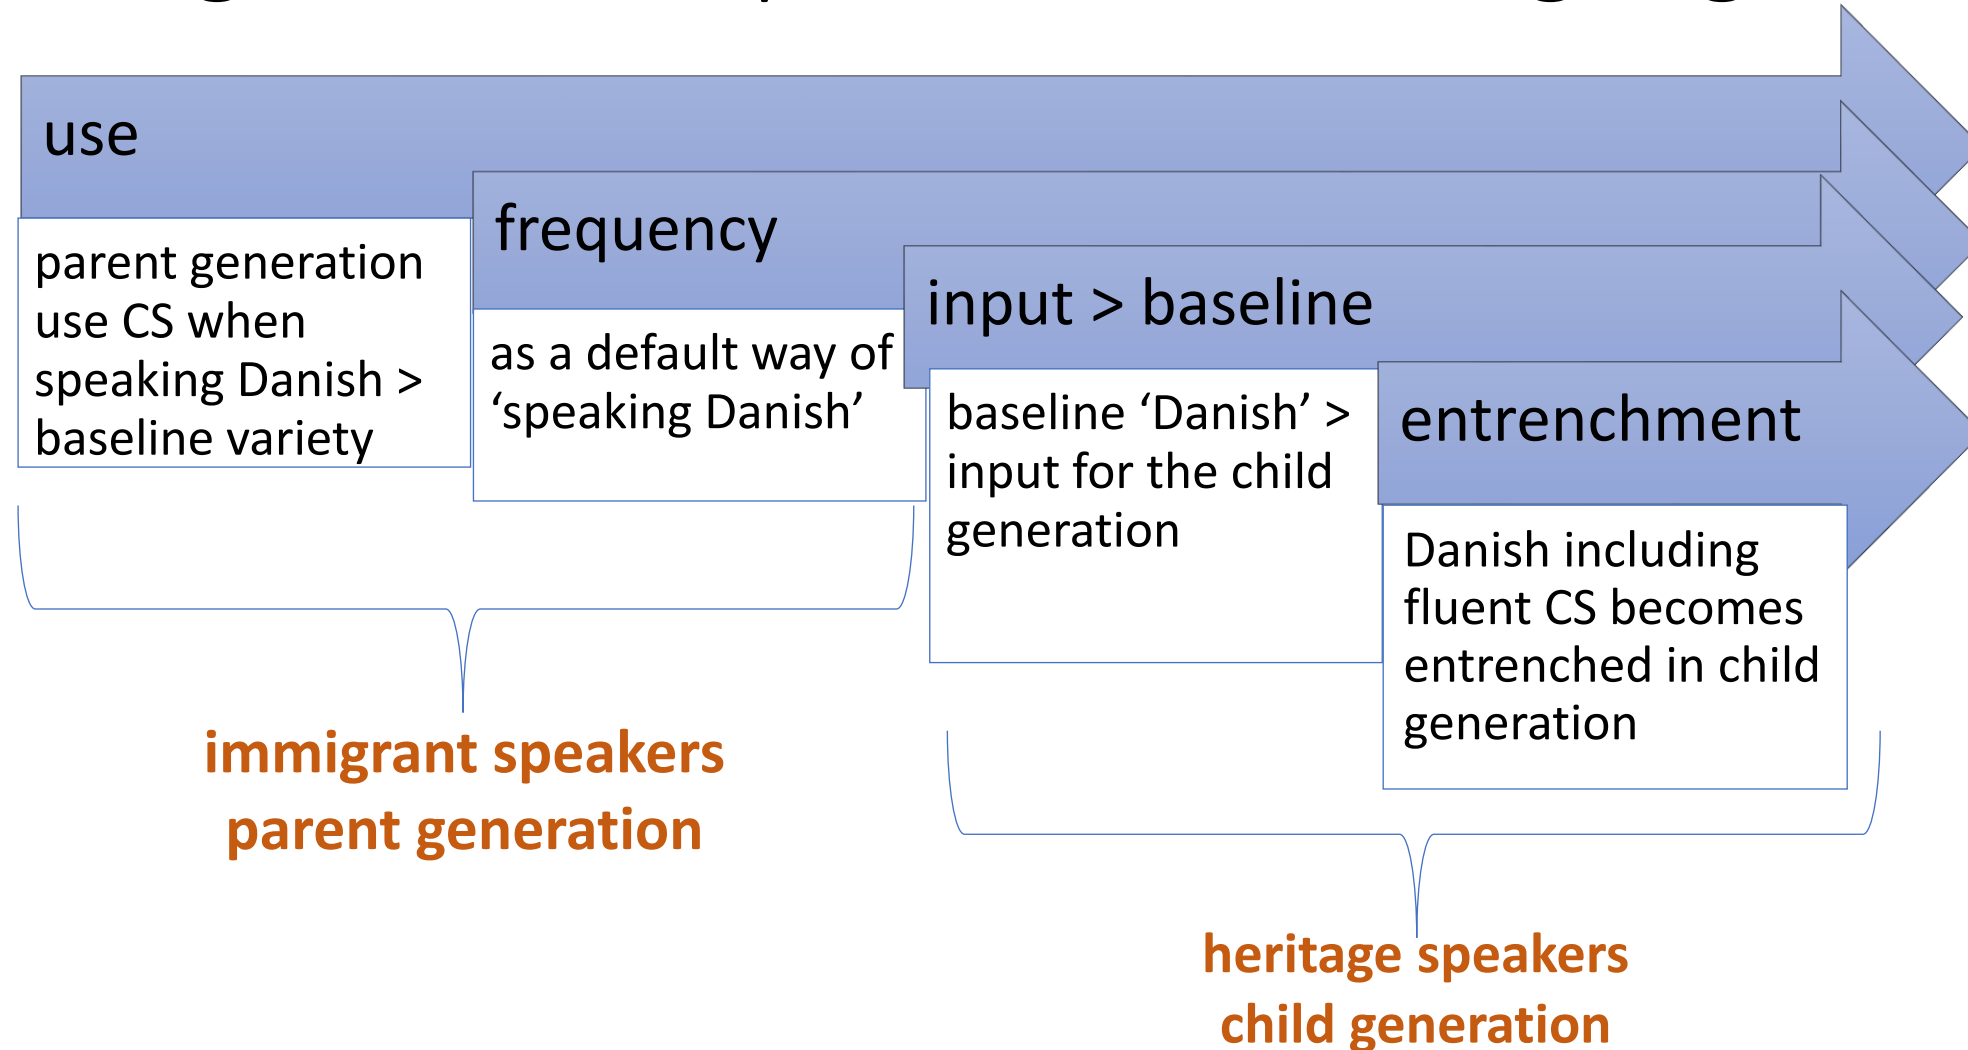 use
parent generation
use CS when
speaking Danish >
baseline variety
frequency
as a default way of
‘speaking Danish’
input > baseline
baseline ‘Danish’ >
input for the child
generation
entrenchment
Danish including
fluent CS becomes
entrenched in child
generation
immigrant speakers
parent generation
heritage speakers
child generation